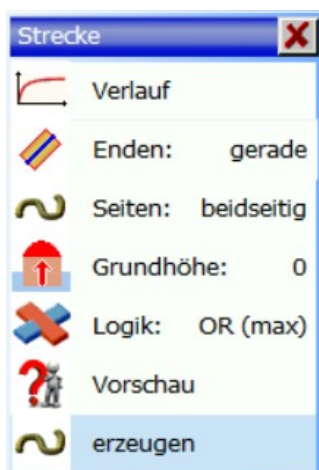 Strecke
Verlauf
Enden: gerade
Seiten: beidseitig
Grundhöhe: 0
Logik: OR (max)
Vorschau
erzeugen